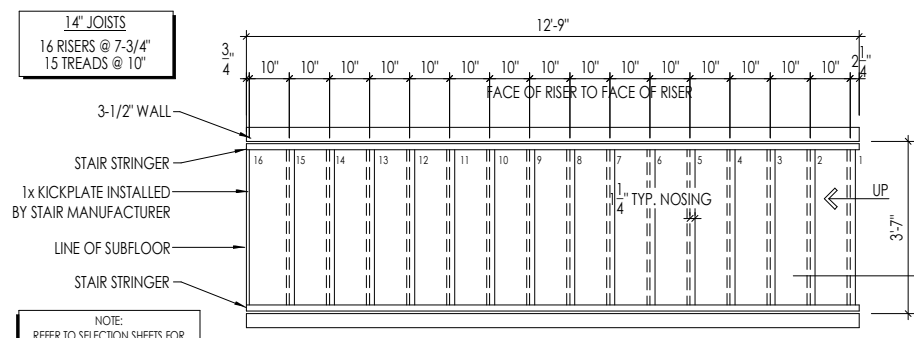 14" JOISTS
16 RISERS @ 7-3/4"
15 TREADS @ 10"
12'-9"
3/4" 10" 10" 10" 10" 10" 10" 10" 10" 10" 10" 10" 10" 10" 10" 10" 2 1/4"
FACE OF RISER TO FACE OF RISER
3-1/2" WALL
STAIR STRINGER
16 15 14 13 12 11 10 9 8 7 6 5 4 3 2 1
1x KICKPLATE INSTALLED
BY STAIR MANUFACTURER
1 1/4" TYP. NOSING
UP
3'-7"
LINE OF SUBFLOOR
STAIR STRINGER
NOTE:
REFER TO SELECTION SHEETS FOR